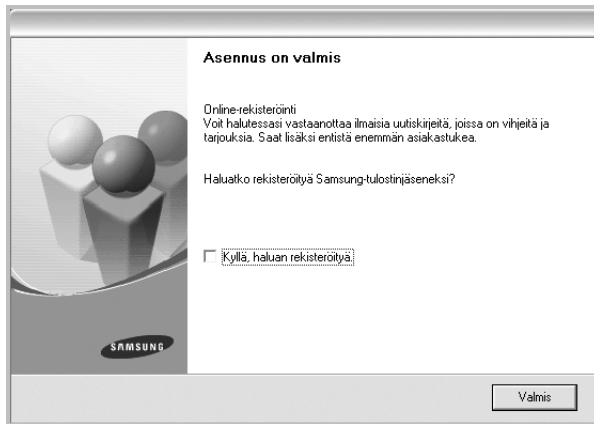 Asennus on valmis
Online-rekisteröinti
Voit halutessasi vastaanottaa ilmaisia uutiskirjeitä, joissa on vihjeitä ja
tarjouksia. Saat lisäksi entistä enemmän asiakastukea.
Haluatko rekisteröityä Samsung-tulostinjäseneksi?
Kyllä, haluan rekisteröityä.
SAMSUNG
Valmis